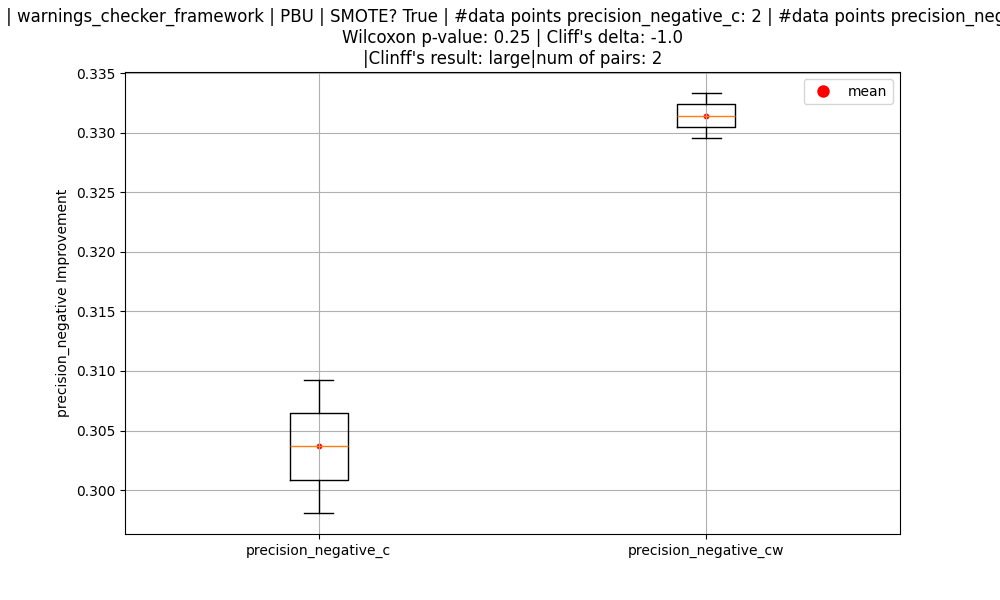 | warnings_checker_framework | PBU | SMOTE? True | #data points precision_negative_c: 2 | #data points
Wilcoxon p-value: 0.25 | Cliff's delta: -1.0
|Clinff's result: large|num of pairs: 2
mean
0.335
0.330
0.325
0.320
0.315
0.310
0.305
0.300
precision_negative Improvement
precision_negative_c
precision_negative_cw